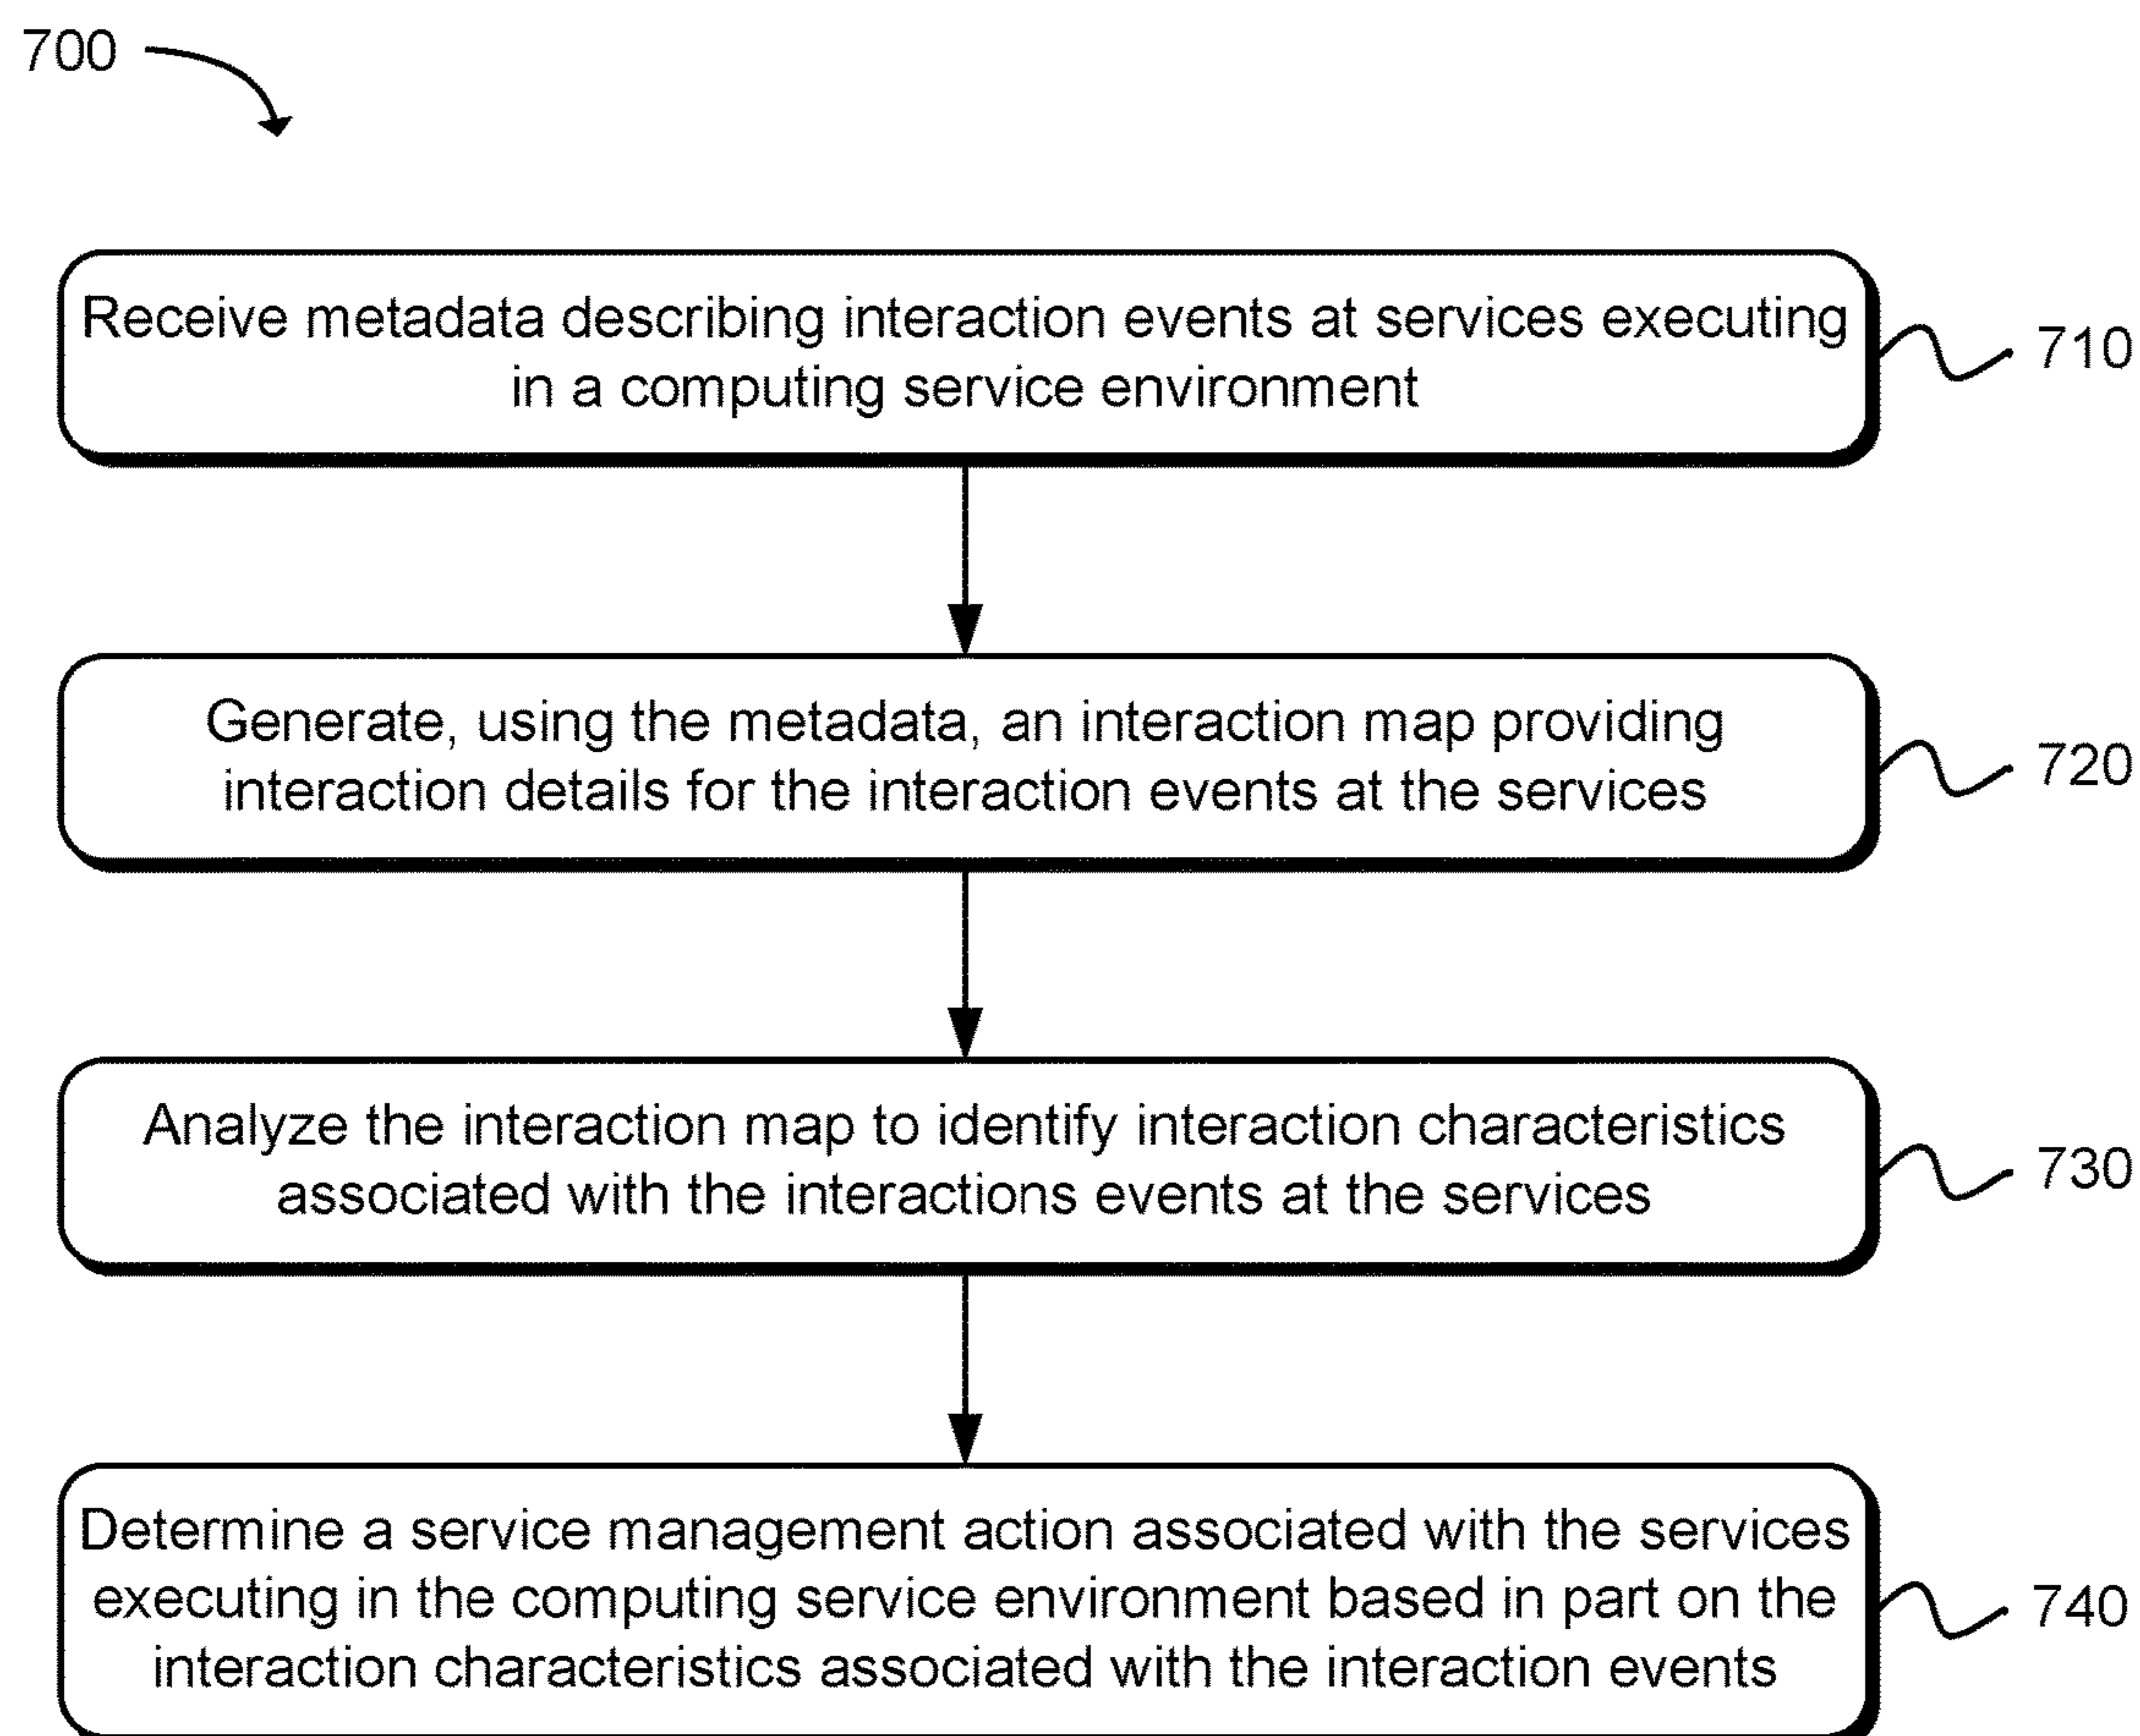 700
Receive metadata describing interaction events at services executing
in a computing service environment
710
Generate, using the metadata, an interaction map providing
interaction details for the interaction events at the services
720
Analyze the interaction map to identify interaction characteristics
associated with the interactions events at the services
730
Determine a service management action associated with the services
executing in the computing service environment based in part on the
interaction characteristics associated with the interaction events
740